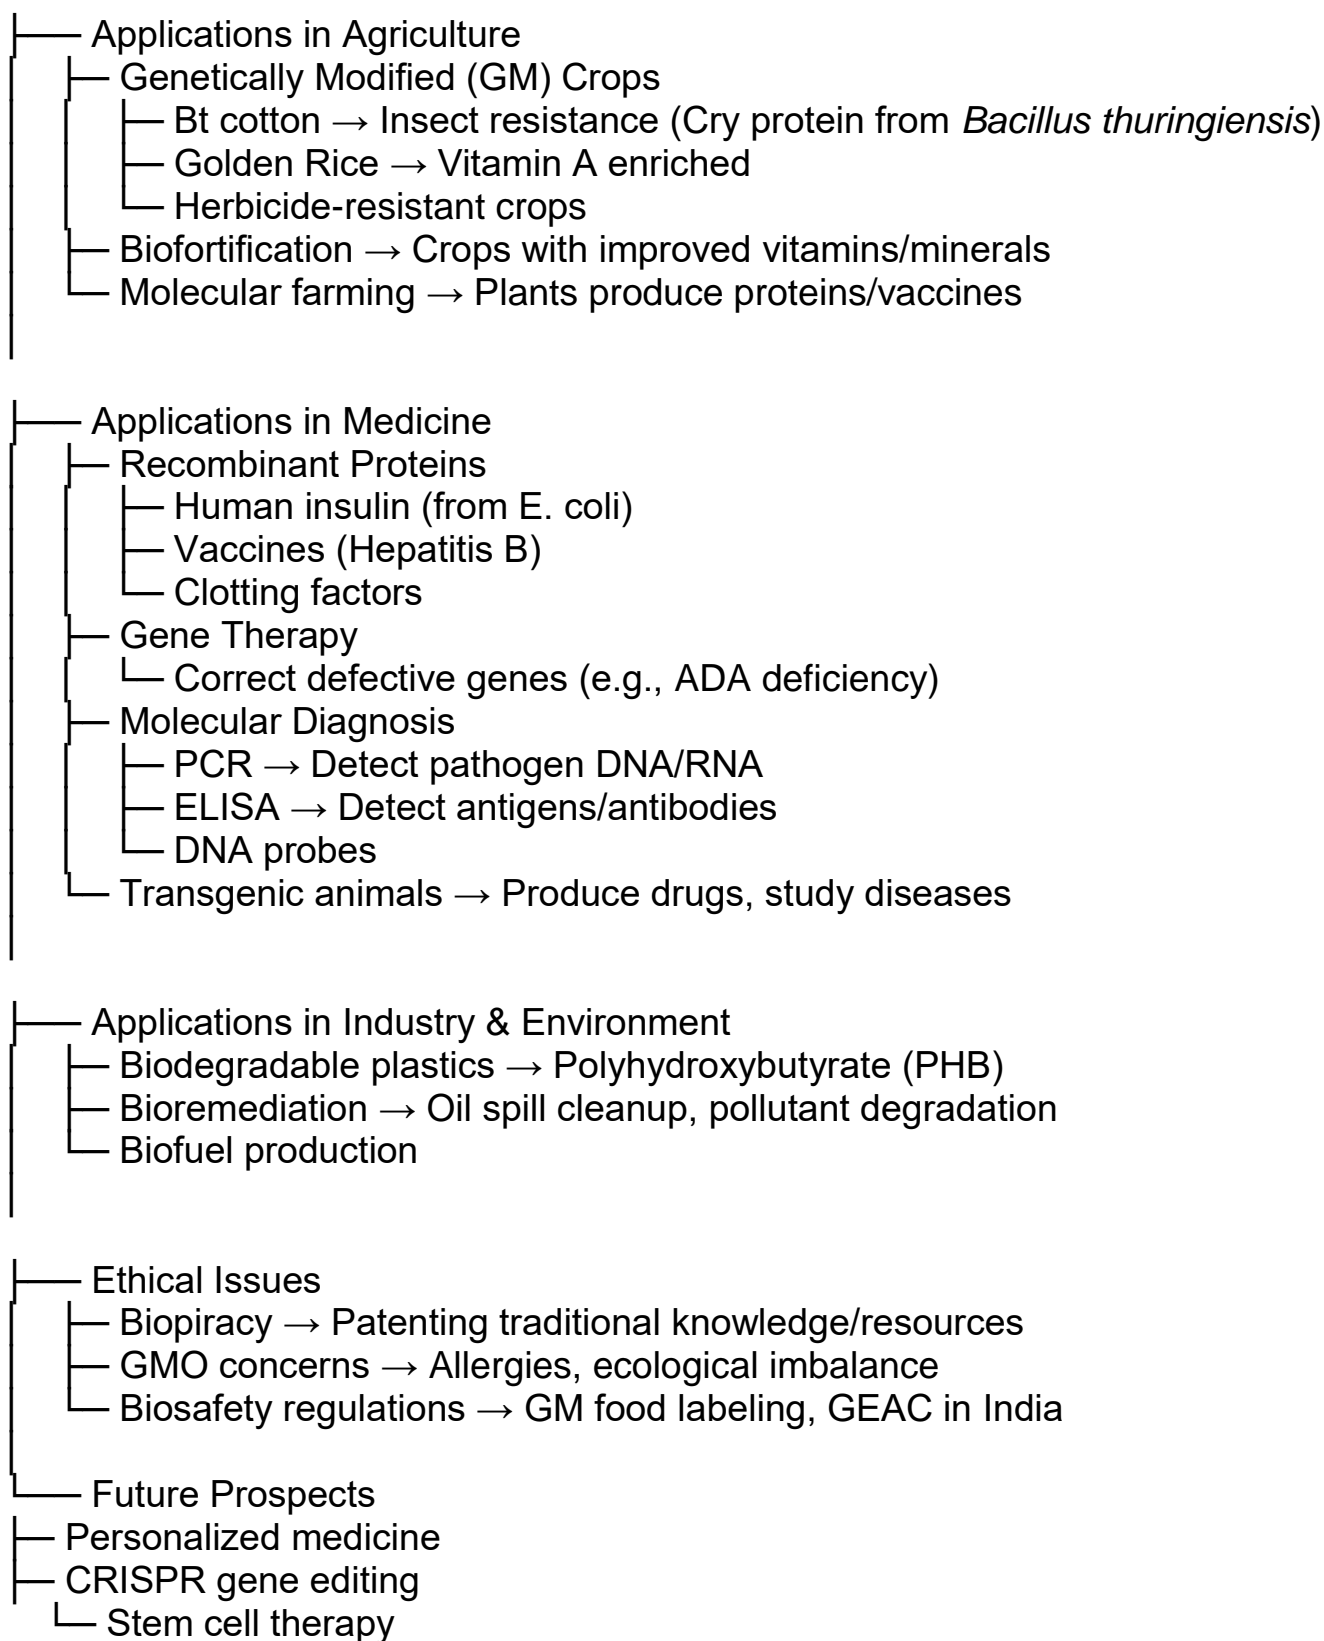 ├── Applications in Agriculture
│ ├─ Genetically Modified (GM) Crops
│ │ ├─ Bt cotton → Insect resistance (Cry protein from Bacillus thuringiensis)
│ │ ├─ Golden Rice → Vitamin A enriched
│ │ └─ Herbicide-resistant crops
│ ├─ Biofortification → Crops with improved vitamins/minerals
│ └─ Molecular farming → Plants produce proteins/vaccines
│
├── Applications in Medicine
│ ├─ Recombinant Proteins
│ │ ├─ Human insulin (from E. coli)
│ │ ├─ Vaccines (Hepatitis B)
│ │ └─ Clotting factors
│ ├─ Gene Therapy
│ │ └─ Correct defective genes (e.g., ADA deficiency)
│ ├─ Molecular Diagnosis
│ │ ├─ PCR → Detect pathogen DNA/RNA
│ │ ├─ ELISA → Detect antigens/antibodies
│ │ └─ DNA probes
│ └─ Transgenic animals → Produce drugs, study diseases
│
├── Applications in Industry & Environment
│ ├─ Biodegradable plastics → Polyhydroxybutyrate (PHB)
│ ├─ Bioremediation → Oil spill cleanup, pollutant degradation
│ └─ Biofuel production
│
├── Ethical Issues
│ ├─ Biopiracy → Patenting traditional knowledge/resources
│ ├─ GMO concerns → Allergies, ecological imbalance
│ └─ Biosafety regulations → GM food labeling, GEAC in India
│
└── Future Prospects
├─ Personalized medicine
├─ CRISPR gene editing
└─ Stem cell therapy